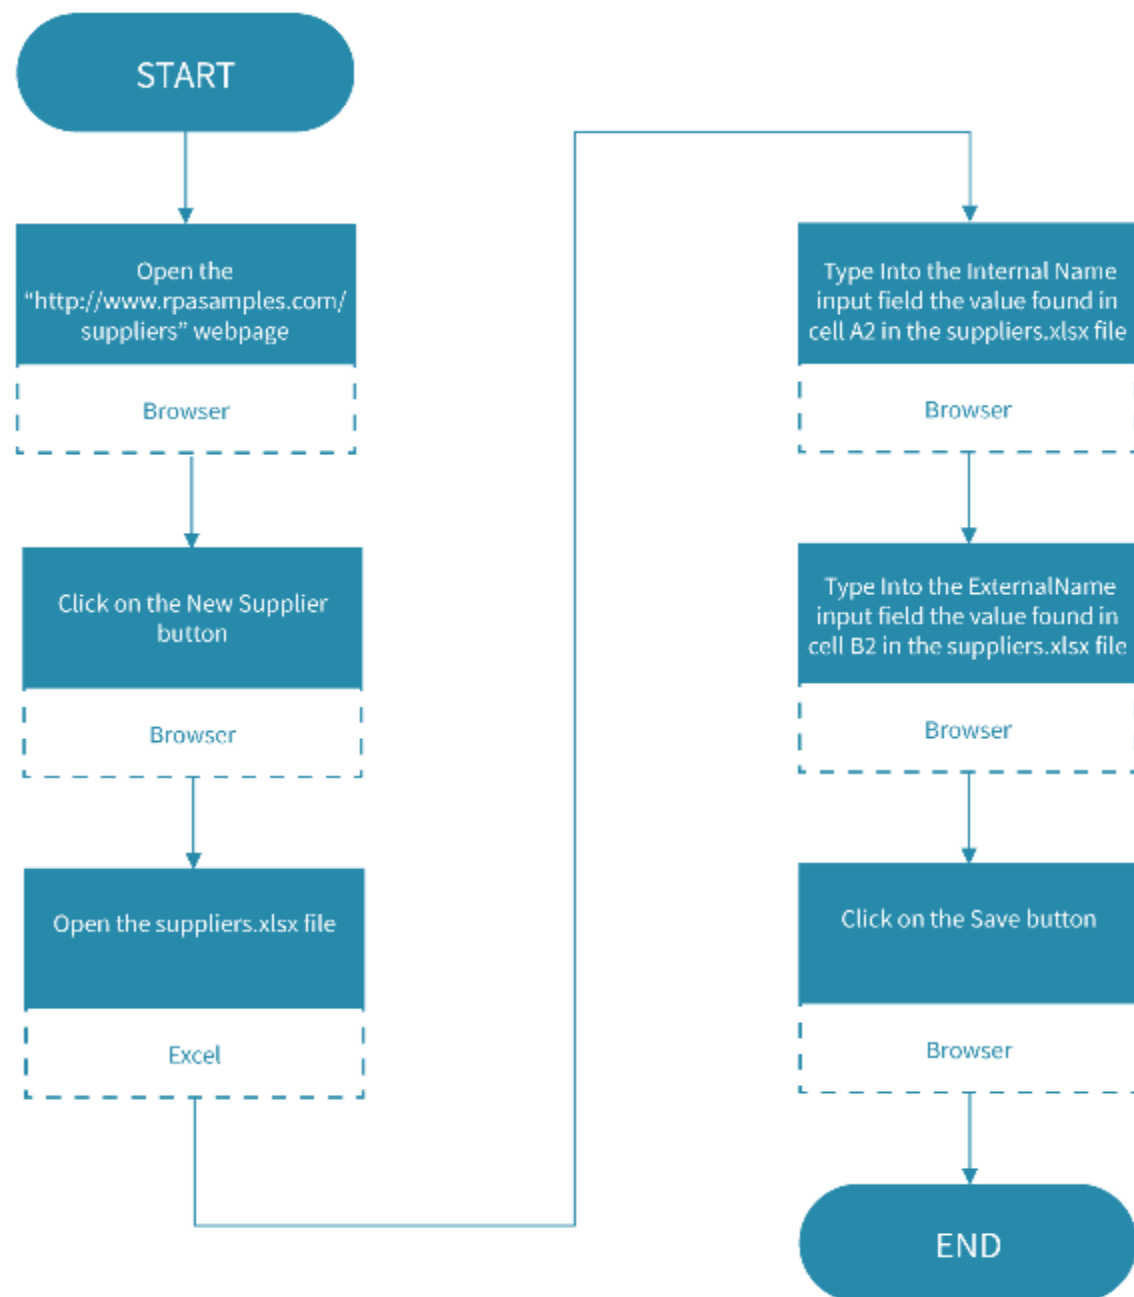 START
Open the
“http://www.rpasamples.com/
suppliers” webpage
Browser
Click on the New Supplier
button
Browser
Open the suppliers.xlsx file
Excel
Type Into the Internal Name
input field the value found in
cell A2 in the suppliers.xlsx file
Browser
Type Into the ExternalName
input field the value found in
cell B2 in the suppliers.xlsx file
Browser
Click on the Save button
Browser
END